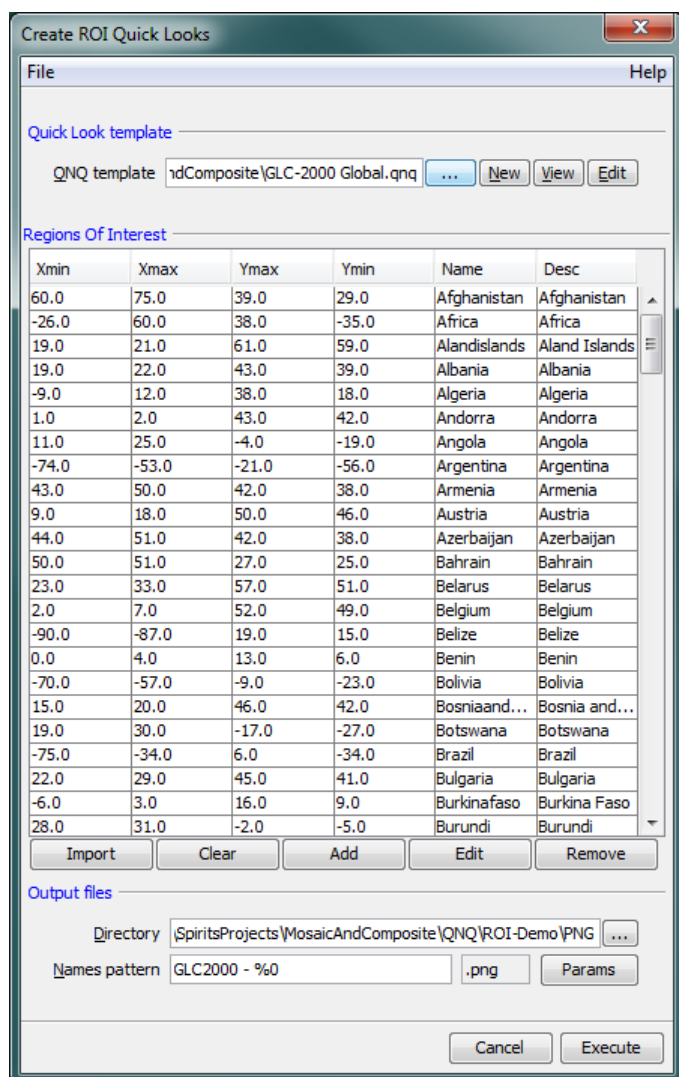 Create ROI Quick Looks
File Help
Quick Look template
QNQ template ndComposite\GLC-2000 Global.qnq ... New View Edit
Regions Of Interest
Xmin Xmax Ymax Ymin Name Desc
60.0 75.0 39.0 29.0 Afghanistan Afghanistan
-26.0 60.0 38.0 -35.0 Africa Africa
19.0 21.0 61.0 59.0 Alandislands Aland Islands
19.0 22.0 43.0 39.0 Albania Albania
-9.0 12.0 38.0 18.0 Algeria Algeria
1.0 2.0 43.0 42.0 Andorra Andorra
11.0 25.0 -4.0 -19.0 Angola Angola
-74.0 -53.0 -21.0 -56.0 Argentina Argentina
43.0 50.0 42.0 38.0 Armenia Armenia
9.0 18.0 50.0 46.0 Austria Austria
44.0 51.0 42.0 38.0 Azerbaijan Azerbaijan
50.0 51.0 27.0 25.0 Bahrain Bahrain
23.0 33.0 57.0 51.0 Belarus Belarus
2.0 7.0 52.0 49.0 Belgium Belgium
-90.0 -87.0 19.0 15.0 Belize Belize
0.0 4.0 13.0 6.0 Benin Benin
-70.0 -57.0 -9.0 -23.0 Bolivia Bolivia
15.0 20.0 46.0 42.0 Bosniaand... Bosnia and...
19.0 30.0 -17.0 -27.0 Botswana Botswana
-75.0 -34.0 6.0 -34.0 Brazil Brazil
22.0 29.0 45.0 41.0 Bulgaria Bulgaria
-6.0 3.0 16.0 9.0 Burkinafaso Burkina Faso
28.0 31.0 -2.0 -5.0 Burundi Burundi
Import Clear Add Edit Remove
Output files
Directory \SpiritsProjects\MosaicAndComposite\QNQ\ROI-Demo\PNG ...
Names pattern GLC2000 - %0 .png Params
Cancel Execute